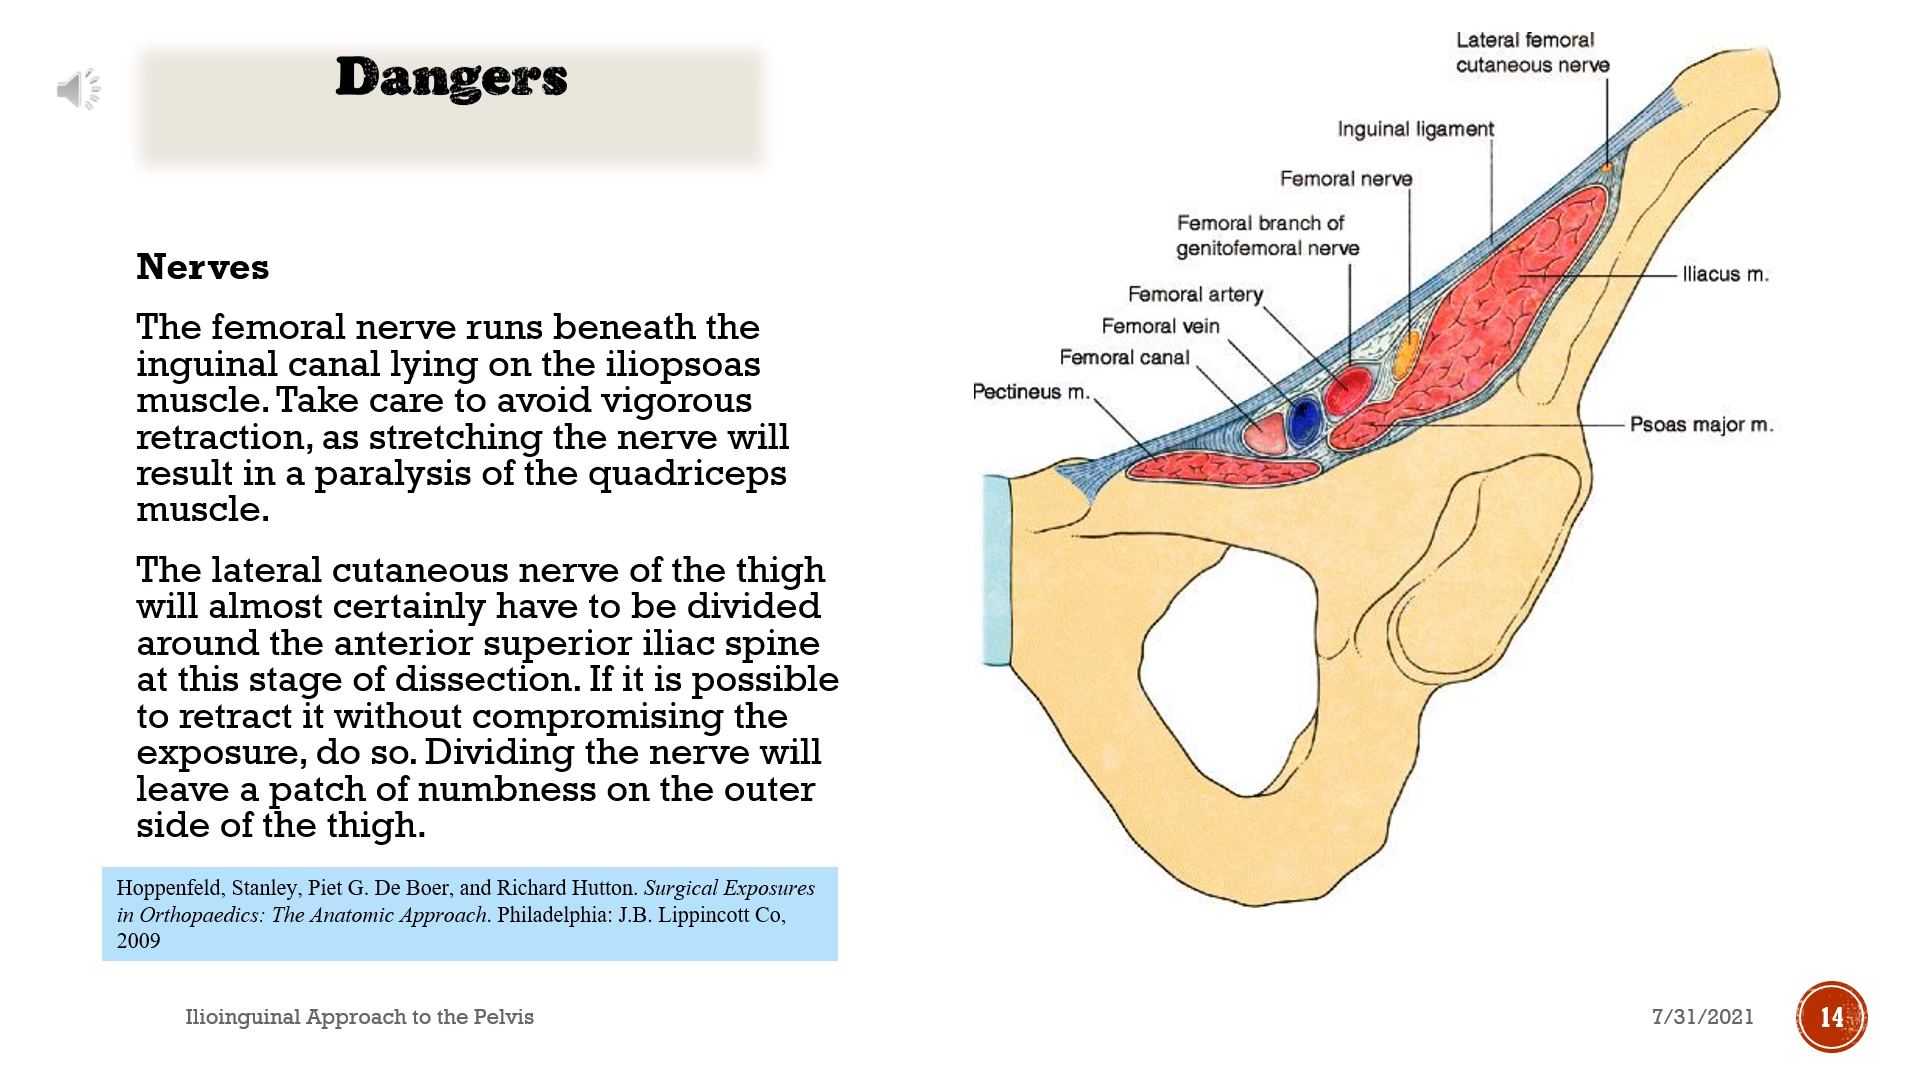 Dangers
Nerves
The femoral nerve runs beneath the
inguinal canal lying on the iliopsoas
muscle. Take care to avoid vigorous
retraction, as stretching the nerve will
result in a paralysis of the quadriceps
muscle.
The lateral cutaneous nerve of the thigh
will almost certainly have to be divided
around the anterior superior iliac spine
at this stage of dissection. If it is possible
to retract it without compromising the
exposure, do so. Dividing the nerve will
leave a patch of numbness on the outer
side of the thigh.
Hoppenfeld, Stanley, Piet G. De Boer, and Richard Hutton. Surgical Exposures
in Orthopaedics: The Anatomic Approach. Philadelphia: J.B. Lippincott Co,
2009
Lateral femoral
cutaneous nerve
Inguinal ligament
Femoral nerve
Femoral branch of
genitofemoral nerve
Femoral artery
Femoral vein
Femoral canal
Pectineus m.
Iliacus m.
Psoas major m.
Ilioinguinal Approach to the Pelvis
7/31/2021
14